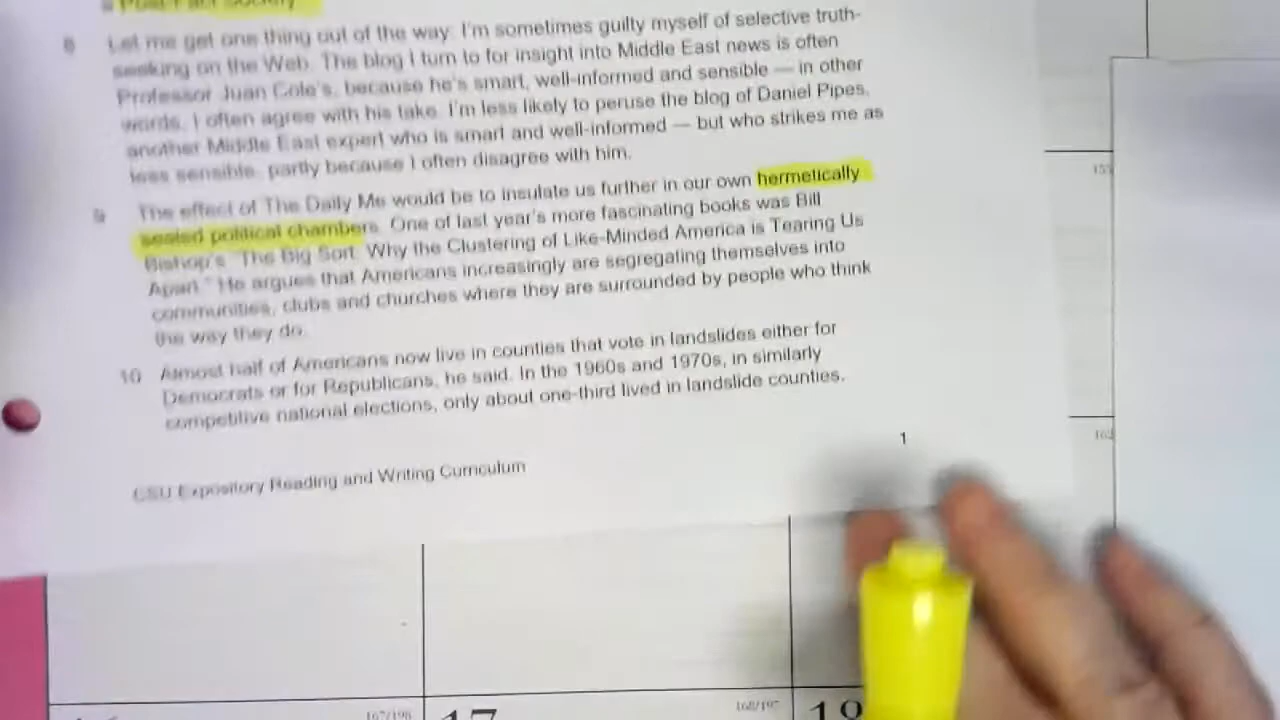 Post-Fact Society
8 Let me get one thing out of the way: I'm sometimes guilty myself of selective truth-
seeking on the Web. The blog I turn to for insight into Middle East news is often
Professor Juan Cole's, because he's smart, well-informed and sensible — in other
words, I often agree with his take. I'm less likely to peruse the blog of Daniel Pipes,
another Middle East expert who is smart and well-informed — but who strikes me as
less sensible, partly because I often disagree with him.
9 The effect of The Daily Me would be to insulate us further in our own hermetically
sealed political chambers. One of last year's more fascinating books was Bill
Bishop's "The Big Sort: Why the Clustering of Like-Minded America is Tearing Us
Apart." He argues that Americans increasingly are segregating themselves into
communities, clubs and churches where they are surrounded by people who think
the way they do.
10 Almost half of Americans now live in counties that vote in landslides either for
Democrats or for Republicans, he said. In the 1960s and 1970s, in similarly
competitive national elections, only about one-third lived in landslide counties.
1
CSU Expository Reading and Writing Curriculum
167/198
17
168/197
19